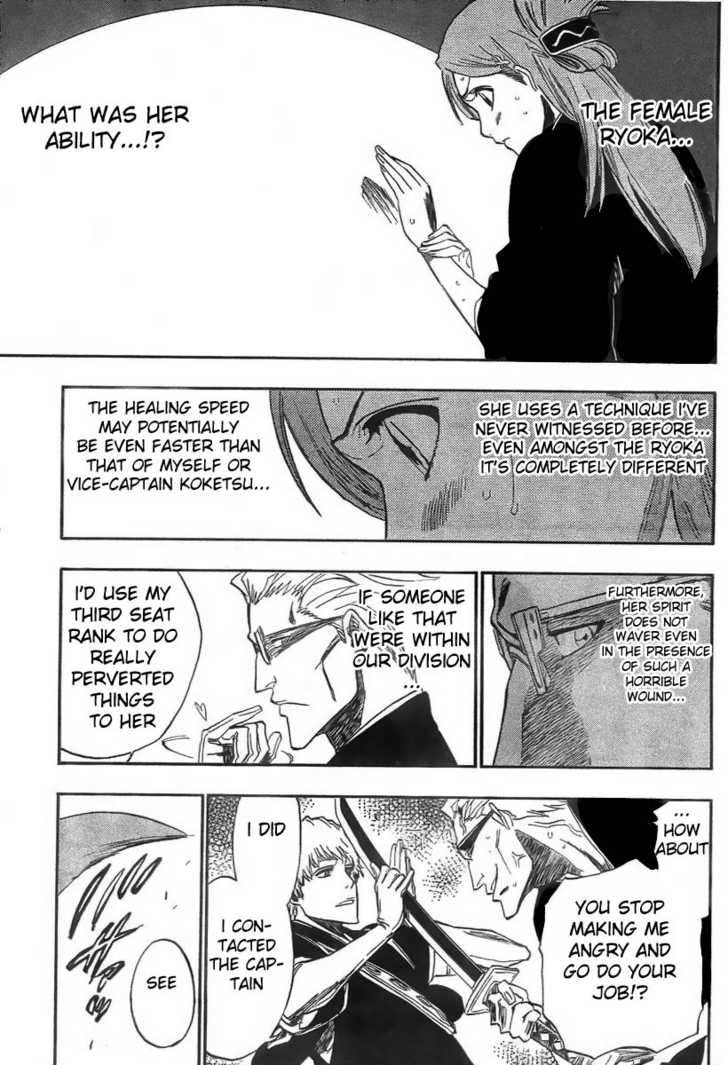 THE FEMALE
RYOKA...
WHAT WAS HER
ABILITY...!?
SHE USES A TECHNIQUE I'VE
NEVER WITNESSED BEFORE...
EVEN AMONGST THE RYOKA
IT'S COMPLETELY DIFFERENT
THE HEALING SPEED
MAY POTENTIALLY
BE EVEN FASTER THAN
THAT OF MYSELF OR
VICE-CAPTAIN KOKETSU...
FURTHERMORE,
HER SPIRIT
DOES NOT
WAVER EVEN
IN THE PRESENCE
OF SUCH A
HORRIBLE
WOUND...
IF SOMEONE
LIKE THAT
WERE WITHIN
OUR DIVISION
...
I'D USE MY
THIRD SEAT
RANK TO DO
REALLY
PERVERTED
THINGS
TO HER
...
HOW
ABOUT
YOU STOP
MAKING ME
ANGRY AND
GO DO YOUR
JOB!?
I DID
I CON-
TACTED
THE CAP-
TAIN
SEE